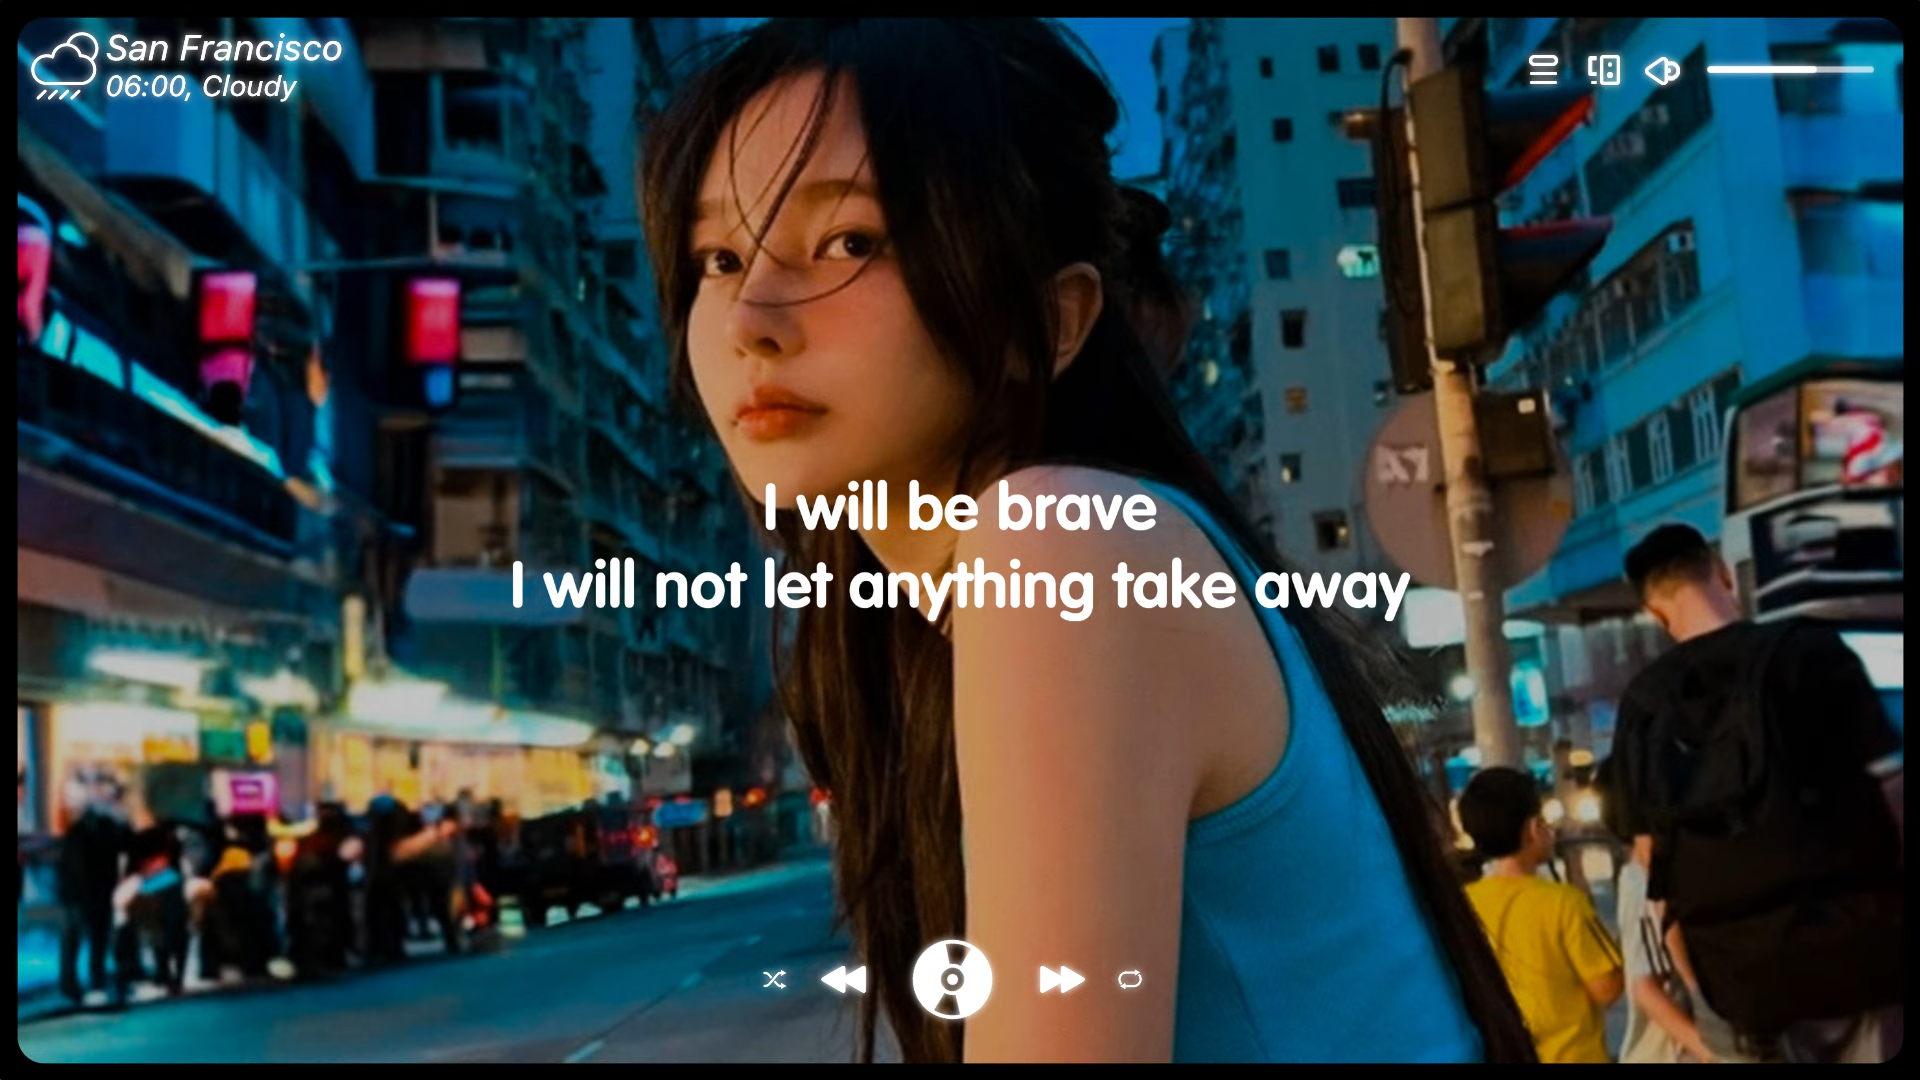 San Francisco
06:00, Cloudy
I will be brave
I will not let anything take away